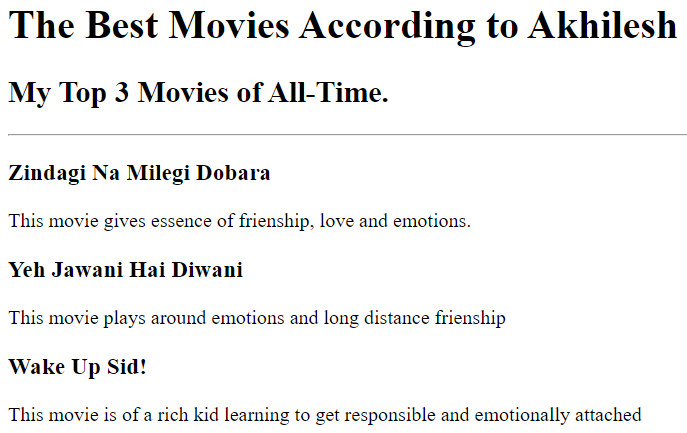 The Best Movies According to Akhilesh
My Top 3 Movies of All-Time.
Zindagi Na Milegi Dobara
This movie gives essence of frienship, love and emotions.
Yeh Jawani Hai Diwani
This movie plays around emotions and long distance frienship
Wake Up Sid!
This movie is of a rich kid learning to get responsible and emotionally attached